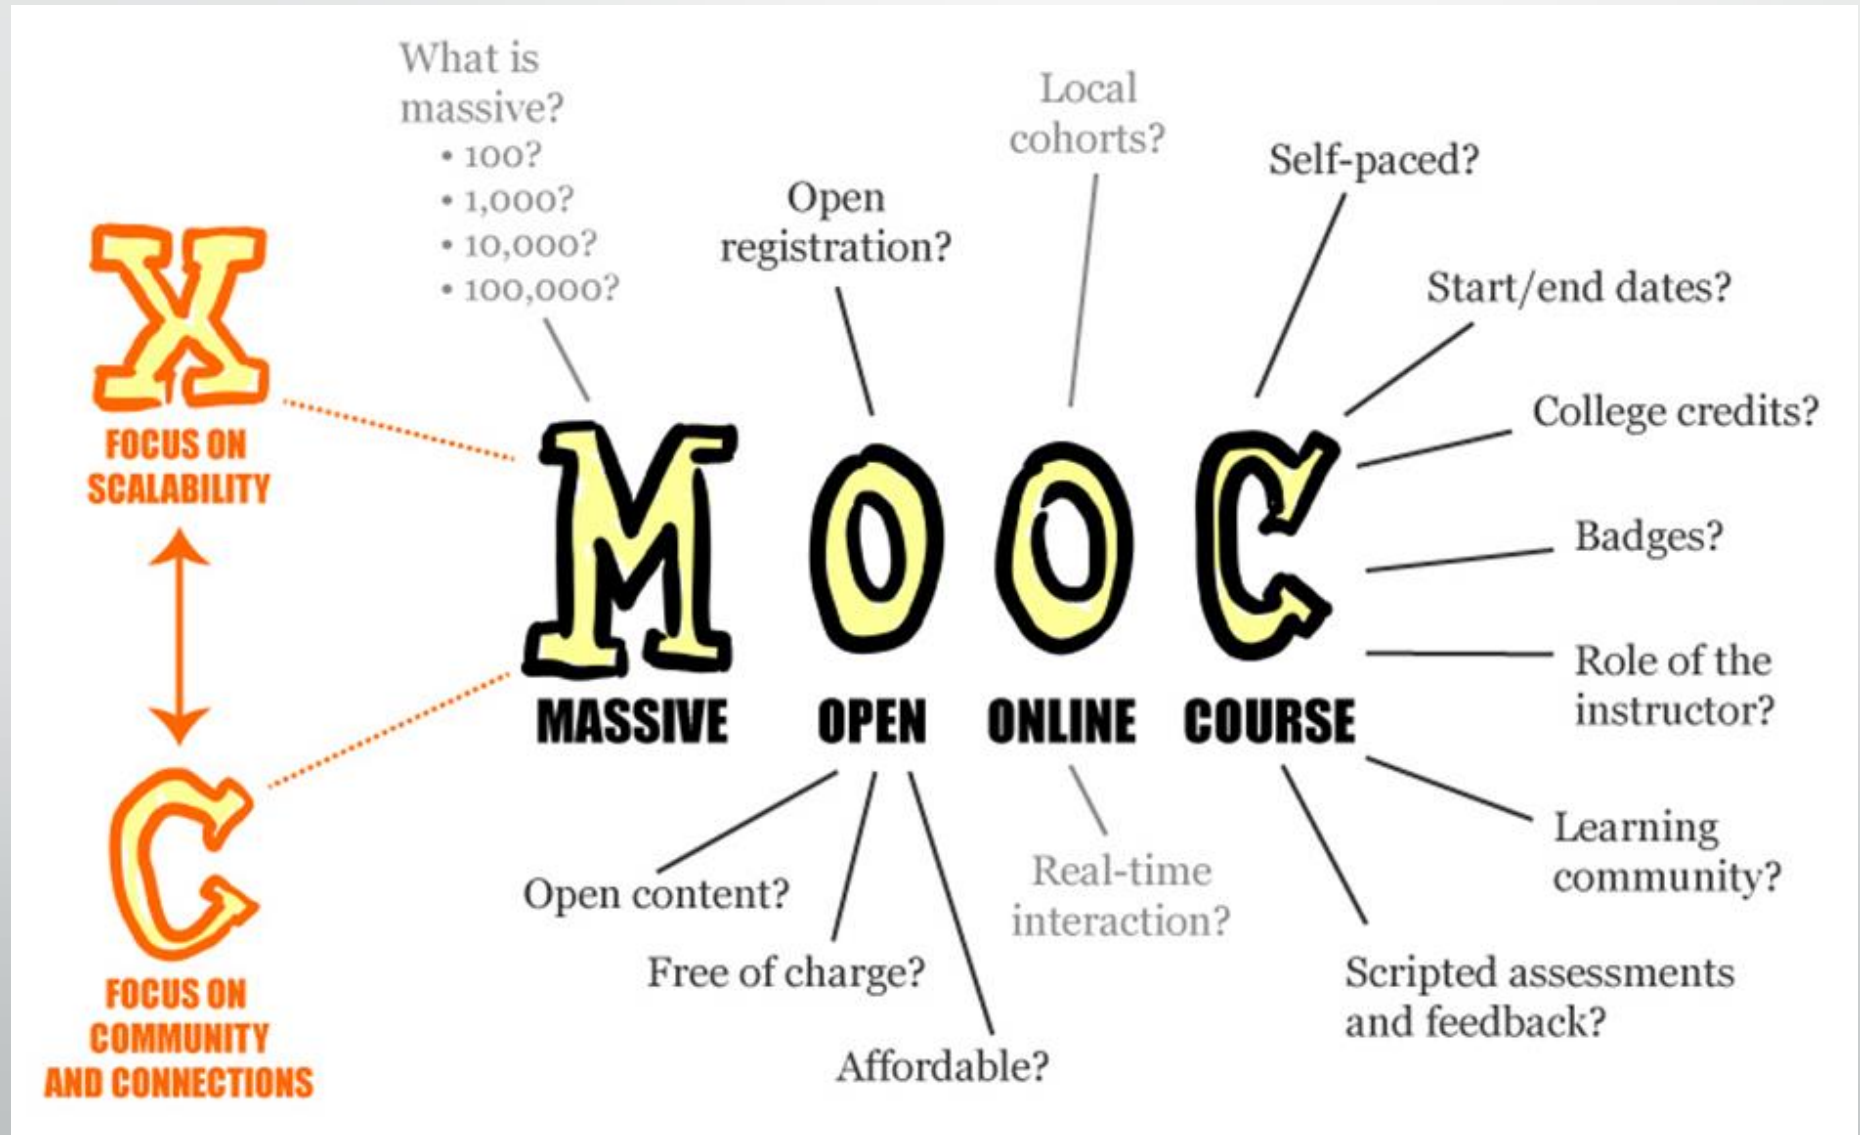 What is
massive?
• 100?
• 1,000?
• 10,000?
• 100,000?
Open
registration?
Local
cohorts?
Self-paced?
Start/end dates?
College credits?
Badges?
Role of the
instructor?
Learning
community?
Scripted assessments
and feedback?
X
FOCUS ON
SCALABILITY
C
FOCUS ON
COMMUNITY
AND CONNECTIONS
MOOC
MASSIVE OPEN ONLINE COURSE
Open content?
Free of charge?
Affordable?
Real-time
interaction?